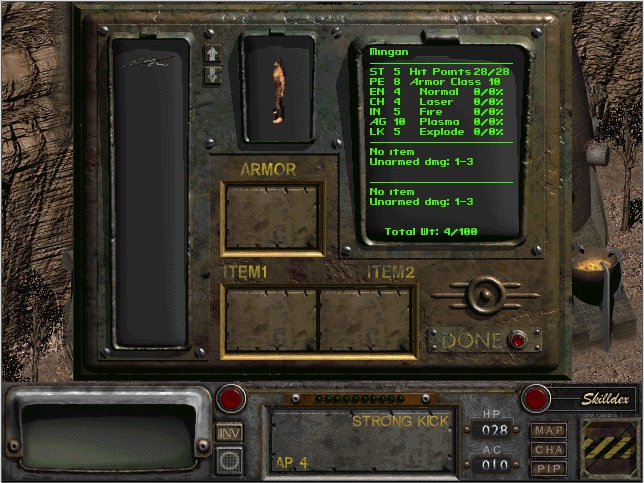 Mingan
ST 5 Hit Points 28/28
PE 8 Armor Class 10
EN 4 Normal 0/0%
CH 4 Laser 0/0%
IN 5 Fire 0/0%
AG 10 Plasma 0/0%
LK 5 Explode 0/0%
No item
Unarmed dmg: 1-3
No item
Unarmed dmg: 1-3
Total Wt: 4/100
ARMOR
ITEM1 ITEM2
DONE
Skilldex
STRONG KICK
HP
028
INV
MAP
AC
CHA
AP 4
010
PIP